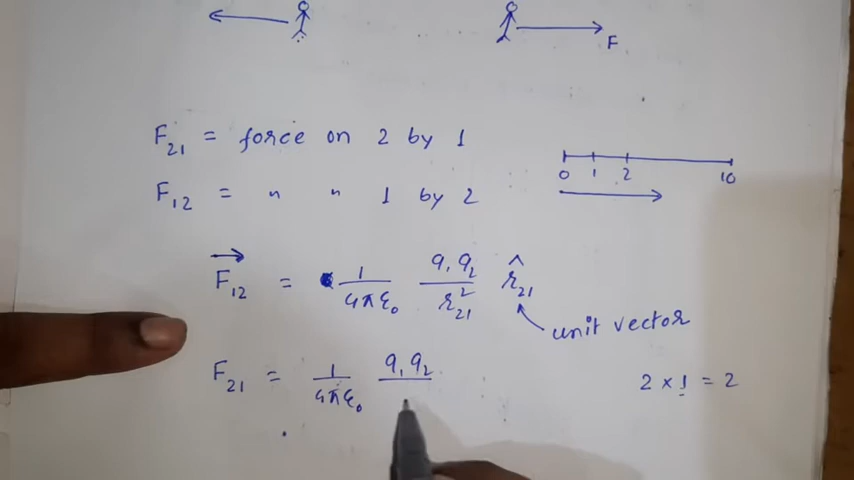 F
F₂₁ = force on 2 by 1
F₁₂ = " " 1 by 2
0 1 2 10
F₁₂ = 1/4πε₀ q₁q₂/r²₂₁ r̂₂₁
unit vector
F₂₁ = 1/4πε₀ q₁q₂
2 × 1 = 2